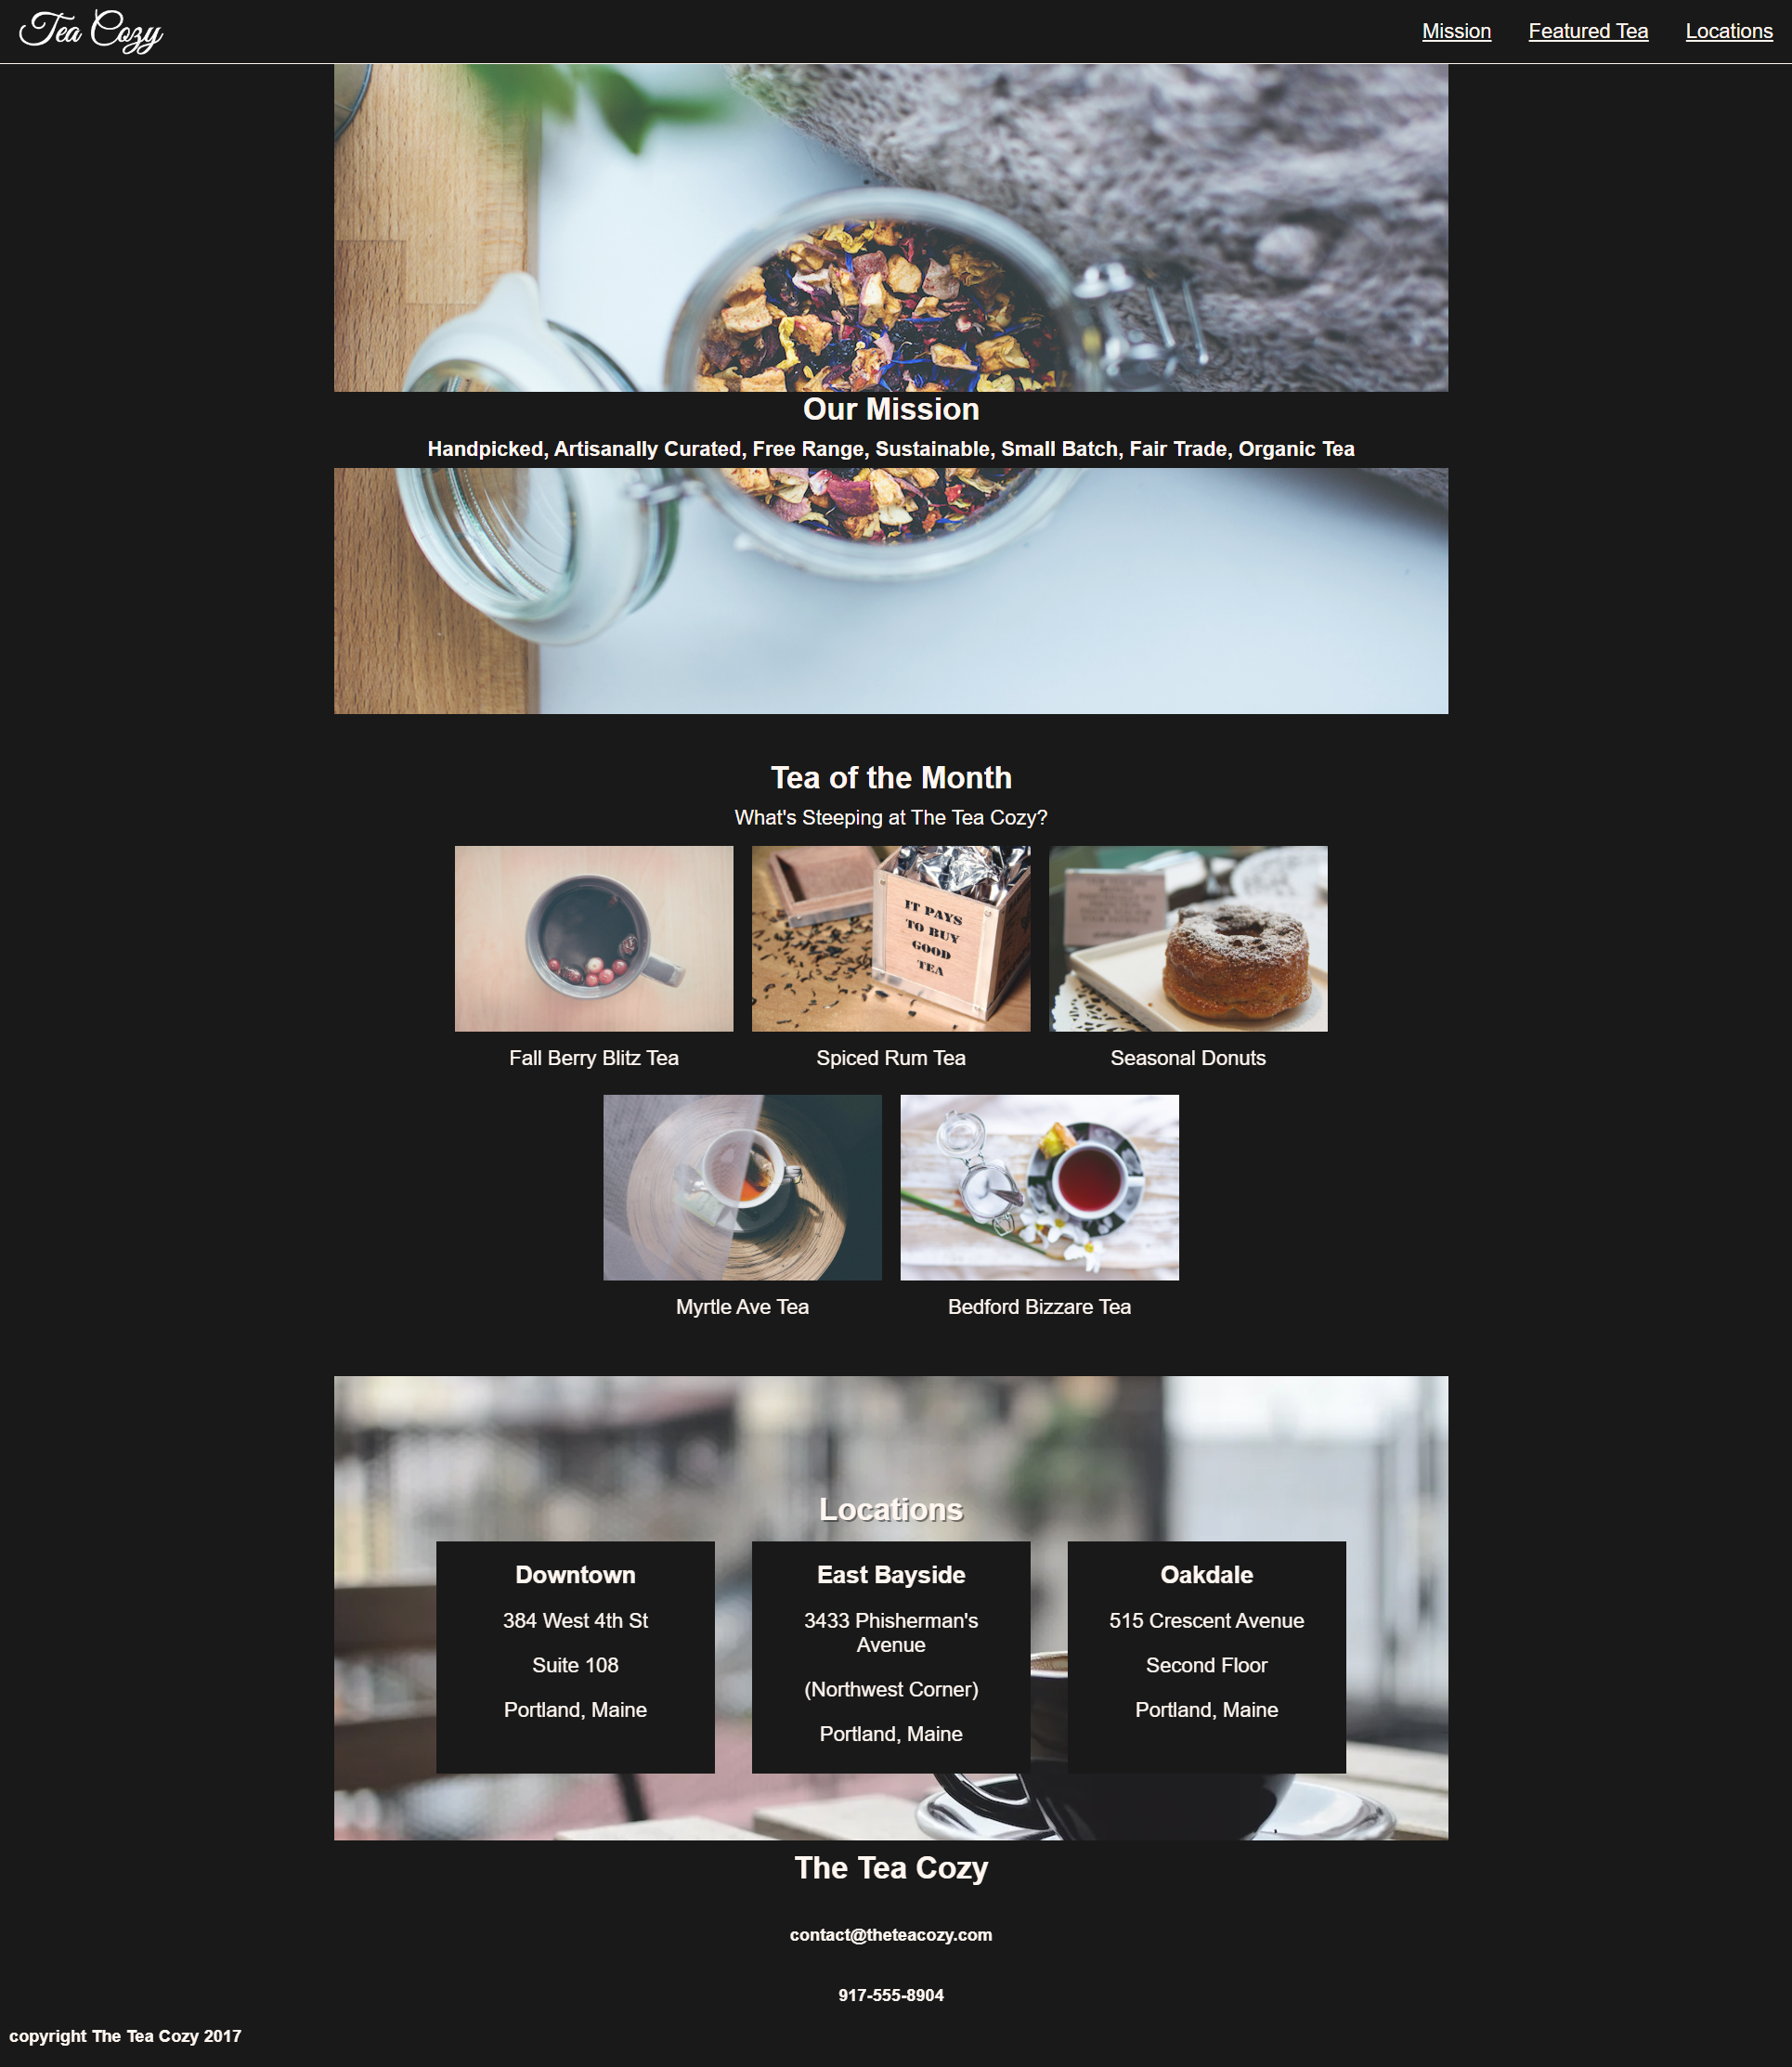 Tea Cozy
Mission Featured Tea Locations
Our Mission
Handpicked, Artisanally Curated, Free Range, Sustainable, Small Batch, Fair Trade, Organic Tea
Tea of the Month
What's Steeping at The Tea Cozy?
IT PAYS
TO BUY
GOOD
TEA
Fall Berry Blitz Tea
Spiced Rum Tea
Seasonal Donuts
Myrtle Ave Tea
Bedford Bizzare Tea
Locations
Downtown
384 West 4th St
Suite 108
Portland, Maine
East Bayside
3433 Phisherman's
Avenue
(Northwest Corner)
Portland, Maine
Oakdale
515 Crescent Avenue
Second Floor
Portland, Maine
The Tea Cozy
contact@theteacozy.com
917-555-8904
copyright The Tea Cozy 2017